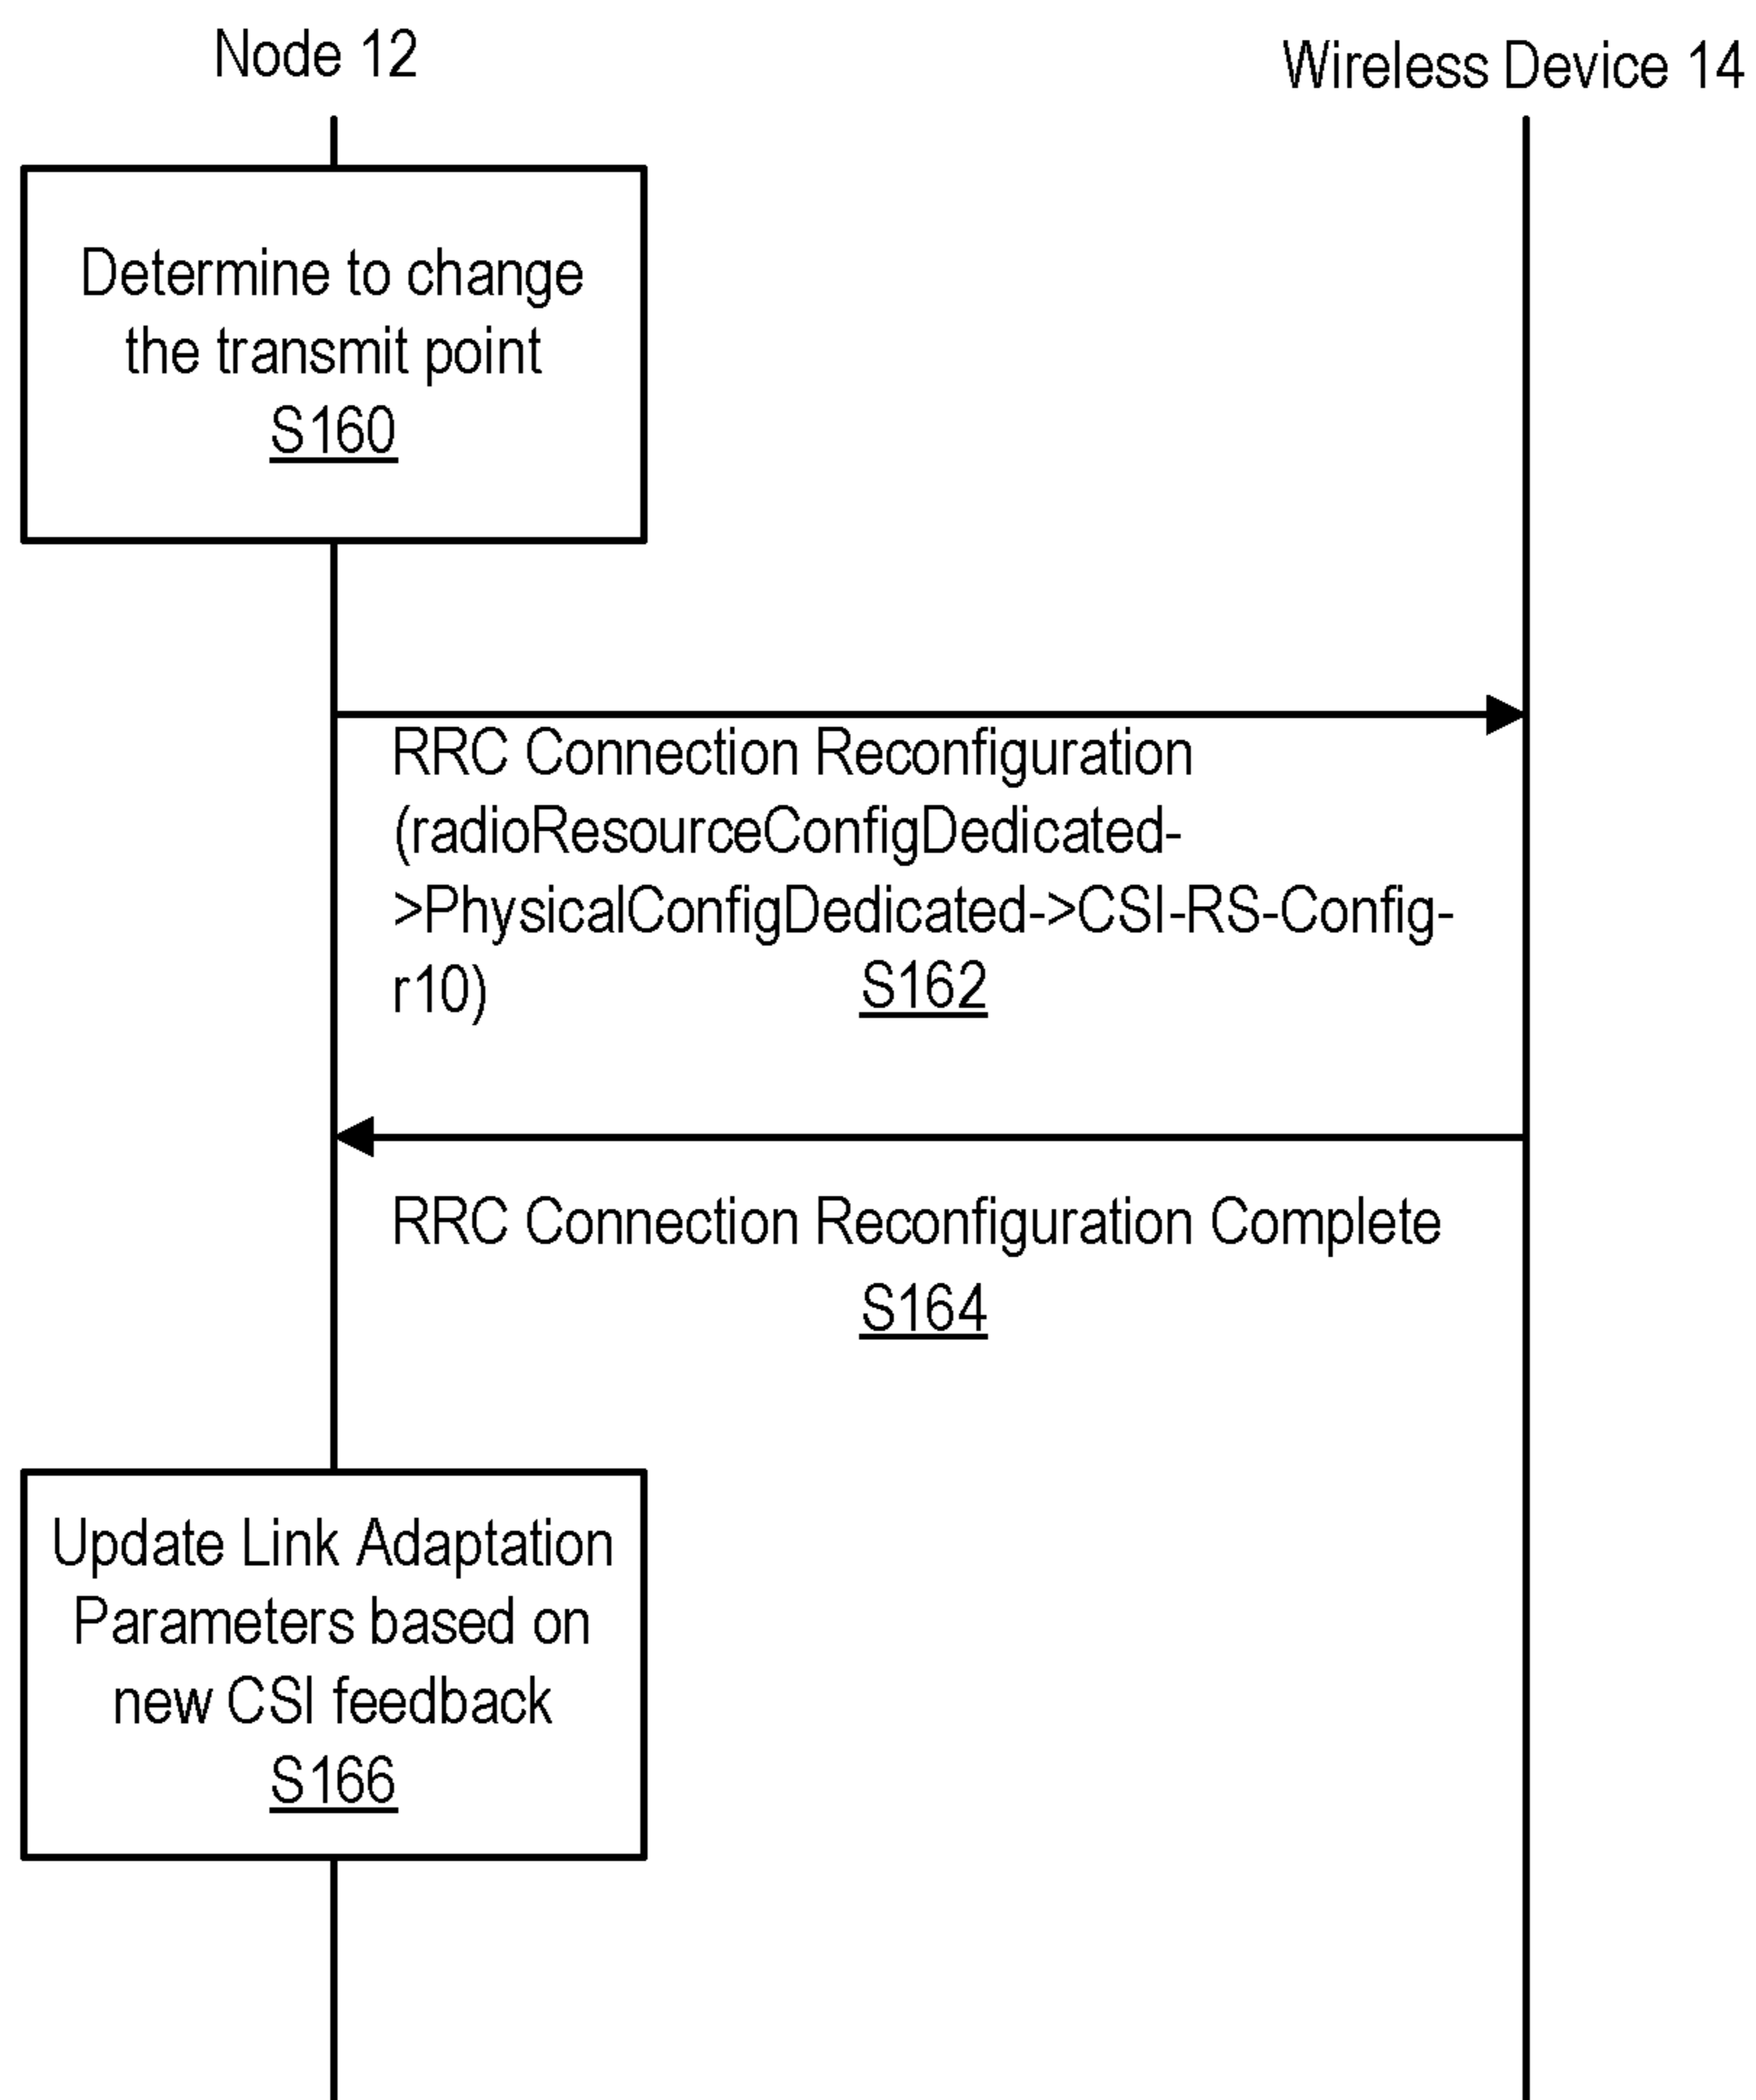 Node 12
Wireless Device 14
Determine to change
the transmit point
S160
RRC Connection Reconfiguration
(radioResourceConfigDedicated-
>PhysicalConfigDedicated->CSI-RS-Config-
r10) S162
RRC Connection Reconfiguration Complete
S164
Update Link Adaptation
Parameters based on
new CSI feedback
S166